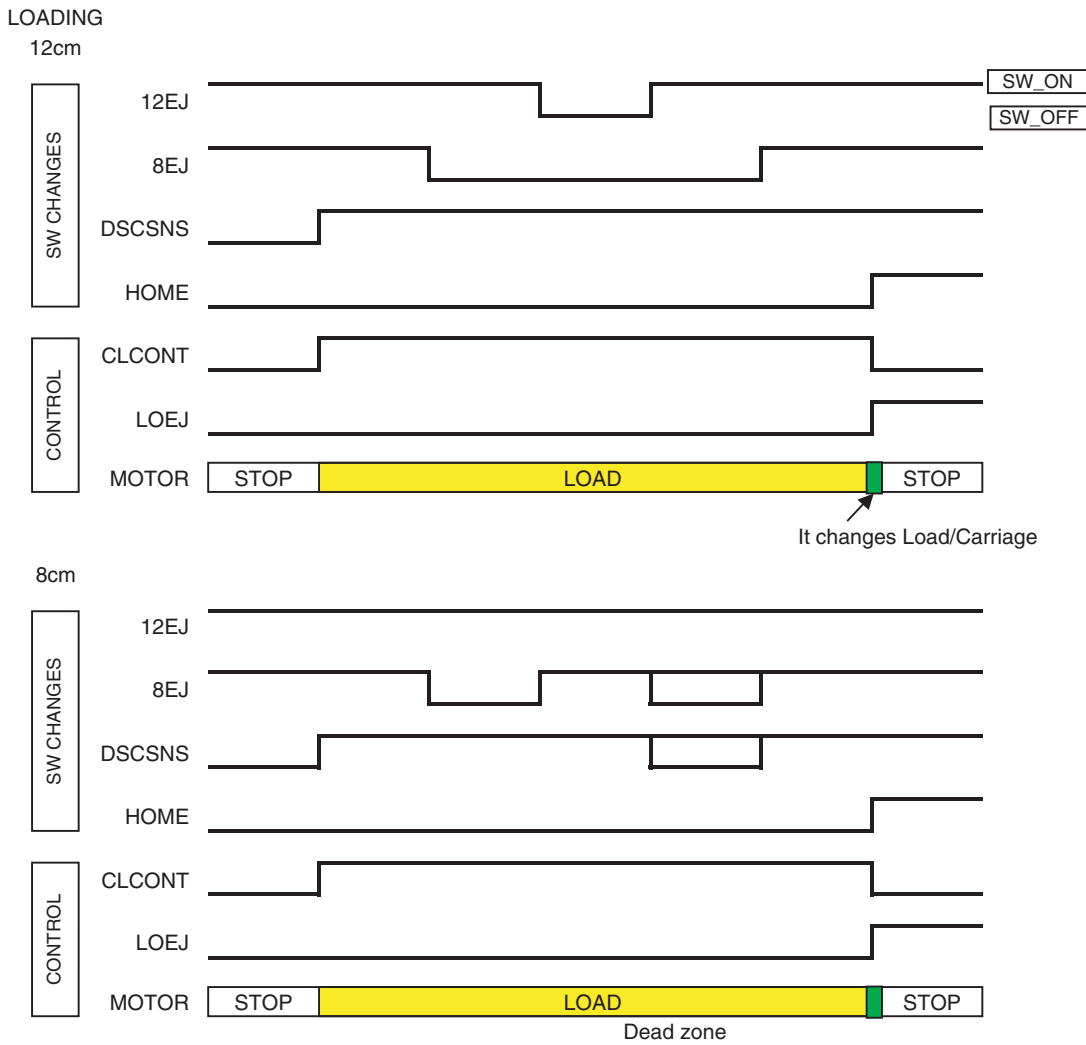 LOADING
12cm
SW CHANGES
12EJ
SW_ON
SW_OFF
8EJ
DSCSNS
HOME
CONTROL
CLCONT
LOEJ
MOTOR STOP LOAD STOP
It changes Load/Carriage
8cm
SW CHANGES
12EJ
8EJ
DSCSNS
HOME
CONTROL
CLCONT
LOEJ
MOTOR STOP LOAD STOP
Dead zone